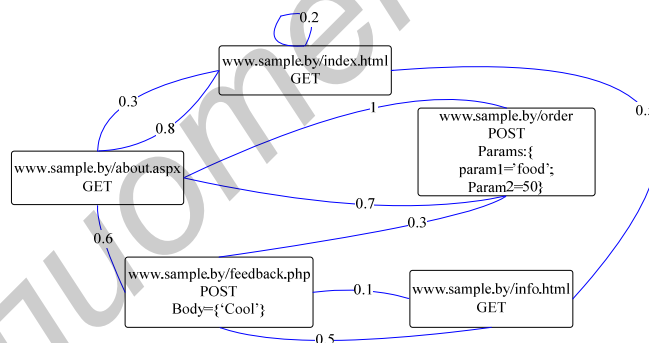 0.2
www.sample.by/index.html
GET
0.3
0.8
1
www.sample.by/order
POST
Params:{
param1='food';
Param2=50}
www.sample.by/about.aspx
GET
0.7
0.3
0.6
www.sample.by/feedback.php
POST
Body={'Cool'}
0.1
www.sample.by/info.html
GET
0.5